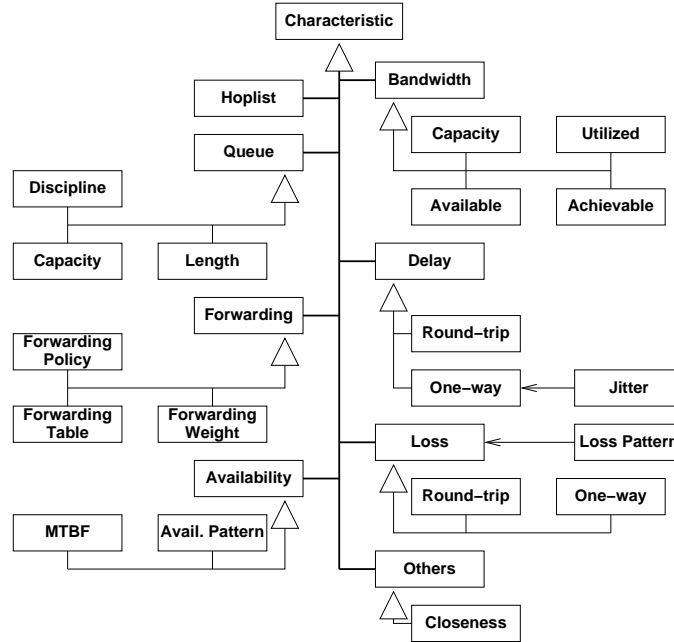 Characteristic
Bandwidth
Hoplist
Capacity
Utilized
Queue
Discipline
Available
Achievable
Capacity
Length
Delay
Forwarding
Round−trip
Forwarding
Policy
One−way
Jitter
Forwarding
Table
Forwarding
Weight
Loss
Loss Pattern
Availability
Round−trip
One−way
MTBF
Avail. Pattern
Others
Closeness